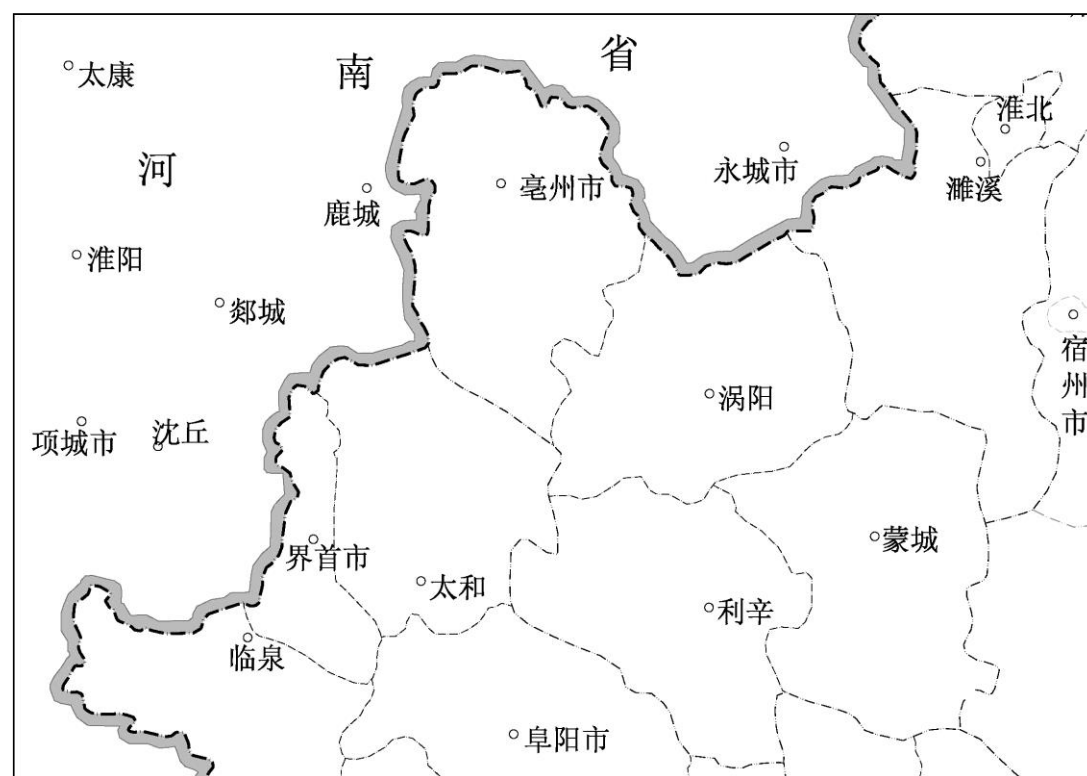 省
南
太康
淮北
河
永城市
濉溪
亳州市
鹿城
淮阳
郸城
宿州市
涡阳
沈丘
项城市
蒙城
界首市
太和
利辛
临泉
阜阳市